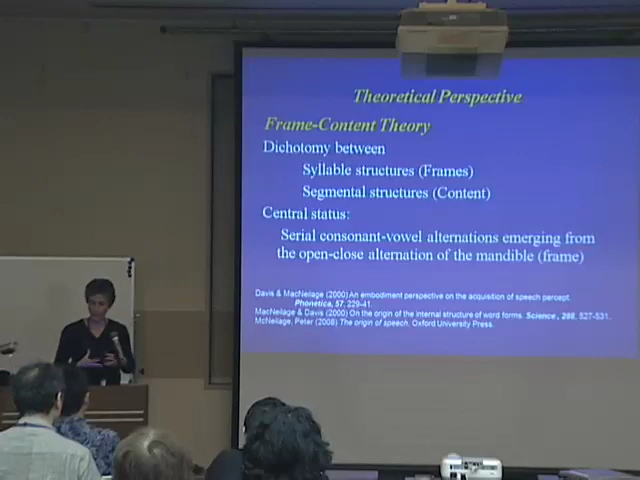 Theoretical Perspective
Frame-Content Theory
Dichotomy between
Syllable structures (Frames)
Segmental structures (Content)
Central status:
Serial consonant-vowel alternations emerging from
the open-close alternation of the mandible (frame)
Davis & MacNeilage (2000) An embodiment perspective on the acquisition of speech percept.
Phonetica, 57, 229-41.
MacNeilage & Davis (2000) On the origin of the internal structure of word forms. Science, 288, 527-531.
McNeilage, Peter (2008) The origin of speech. Oxford University Press.